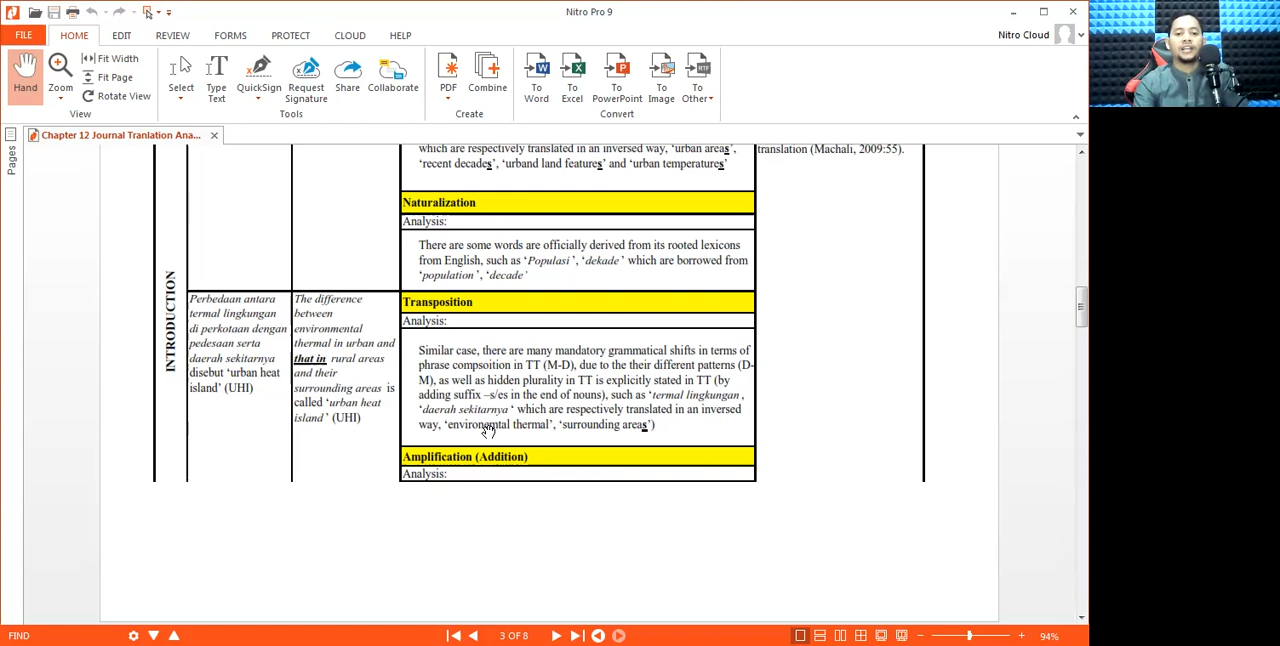 Nitro Pro 9
FILE
HOME
EDIT
REVIEW
FORMS
PROTECT
CLOUD
HELP
Nitro Cloud
Hand
Zoom
Fit Width
Fit Page
Rotate View
View
Select
Type Text
QuickSign
Request Signature
Share
Collaborate
Tools
PDF
Combine
Create
To Word
To Excel
To PowerPoint
To Image
To Other
Convert
Chapter 12 Journal Tranlation Ana...
Pages
which are respectively translated in an inversed way, 'urban areas',
'recent decades', 'urband land features' and 'urban temperatures'
translation (Machali, 2009:55).
Naturalization
Analysis:
There are some words are officially derived from its rooted lexicons
from English, such as 'Populasi', 'dekade' which are borrowed from
'population', 'decade'
INTRODUCTION
Perbedaan antara
termal lingkungan
di perkotaan dengan
pedesaan serta
daerah sekitarnya
disebut 'urban heat
island' (UHI)
The difference
between
environmental
thermal in urban and
that in rural areas
and their
surrounding areas is
called 'urban heat
island' (UHI)
Transposition
Analysis:
Similar case, there are many mandatory grammatical shifts in terms of
phrase compsoition in TT (M-D), due to the their different patterns (D-
M), as well as hidden plurality in TT is explicitly stated in TT (by
adding suffix –s/es in the end of nouns), such as 'termal lingkungan,
'daerah sekitarnya' which are respectively translated in an inversed
way, 'environemtal thermal', 'surrounding areas')
Amplification (Addition)
Analysis:
FIND
3 OF 8
94%